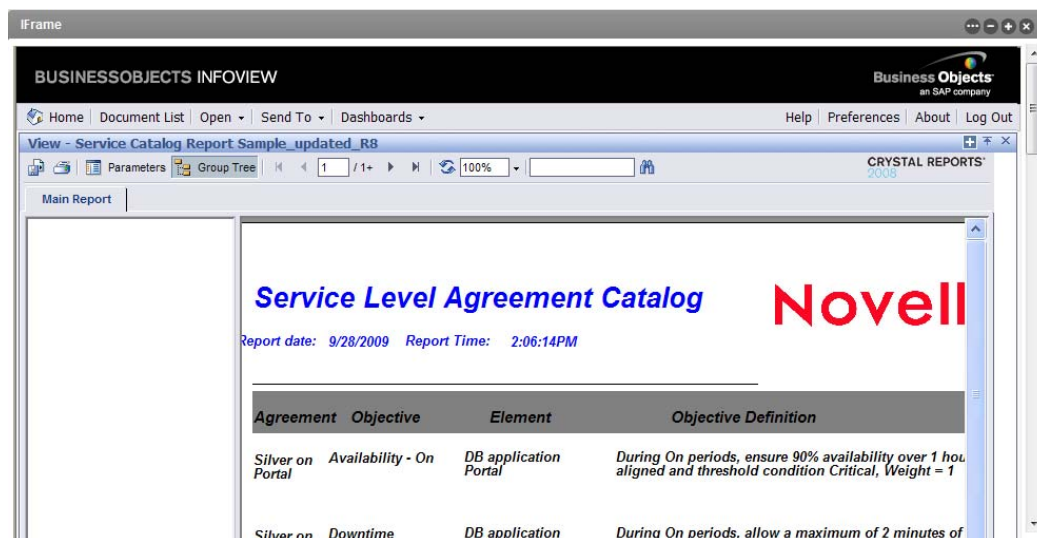 IFrame
BUSINESSOBJECTS INFOVIEW
Business Objects
an SAP company
Home Document List Open Send To Dashboards Help Preferences About Log Out
View - Service Catalog Report Sample_updated_R8
Parameters Group Tree 1 / 1+ 100% CRYSTAL REPORTS
2008
Main Report
Service Level Agreement Catalog
Novell
Report date: 9/28/2009 Report Time: 2:06:14PM
Agreement Objective Element Objective Definition
Silver on Availability - On DB application During On periods, ensure 90% availability over 1 hou
Portal Portal aligned and threshold condition Critical, Weight = 1
Silver on Downtime DB application During On periods, allow a maximum of 2 minutes of